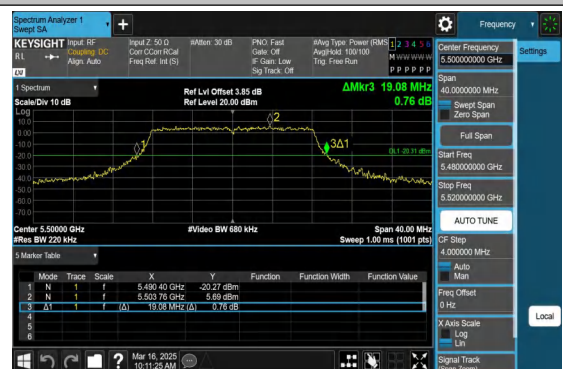 Spectrum Analyzer 1
Swept SA
Frequency
KEYSIGHT Input: RF Input Z: 50 Ω #Atten: 30 dB PNO: Fast #Avg Type: Power (RMS 1 2 3 4 5 6
R L Coupling: DC Corr CCorr RCal Gate: Off Avg|Hold: 100/100 M W W W W W
Align: Auto Freq Ref: Int (S) IF Gain: Low Trig: Free Run
Sig Track: Off P P P P P P
LXI
1 Spectrum Ref Lvl Offset 3.85 dB ΔMkr3 19.08 MHz
Scale/Div 10 dB Ref Level 20.00 dBm 0.76 dB
Log
10.0
0.00
-10.0
-20.0
-30.0
-40.0
-50.0
-60.0
-70.0
1
2
3Δ1
DL1 -20.31 dBm
Center 5.50000 GHz #Video BW 680 kHz Span 40.00 MHz
#Res BW 220 kHz Sweep 1.00 ms (1001 pts)
5 Marker Table
Mode Trace Scale X Y Function Function Width Function Value
1 N 1 f 5.490 40 GHz -20.27 dBm
2 N 1 f 5.503 76 GHz 5.69 dBm
3 Δ1 1 f (Δ) 19.08 MHz (Δ) 0.76 dB
4
5
6
Mar 16, 2025
10:11:25 AM
Center Frequency
5.500000000 GHz
Settings
Span
40.0000000 MHz
Swept Span
Zero Span
Full Span
Start Freq
5.480000000 GHz
Stop Freq
5.520000000 GHz
AUTO TUNE
CF Step
4.000000 MHz
Auto
Man
Freq Offset
0 Hz
Local
X Axis Scale
Log
Lin
Signal Track
(Span Zoom)